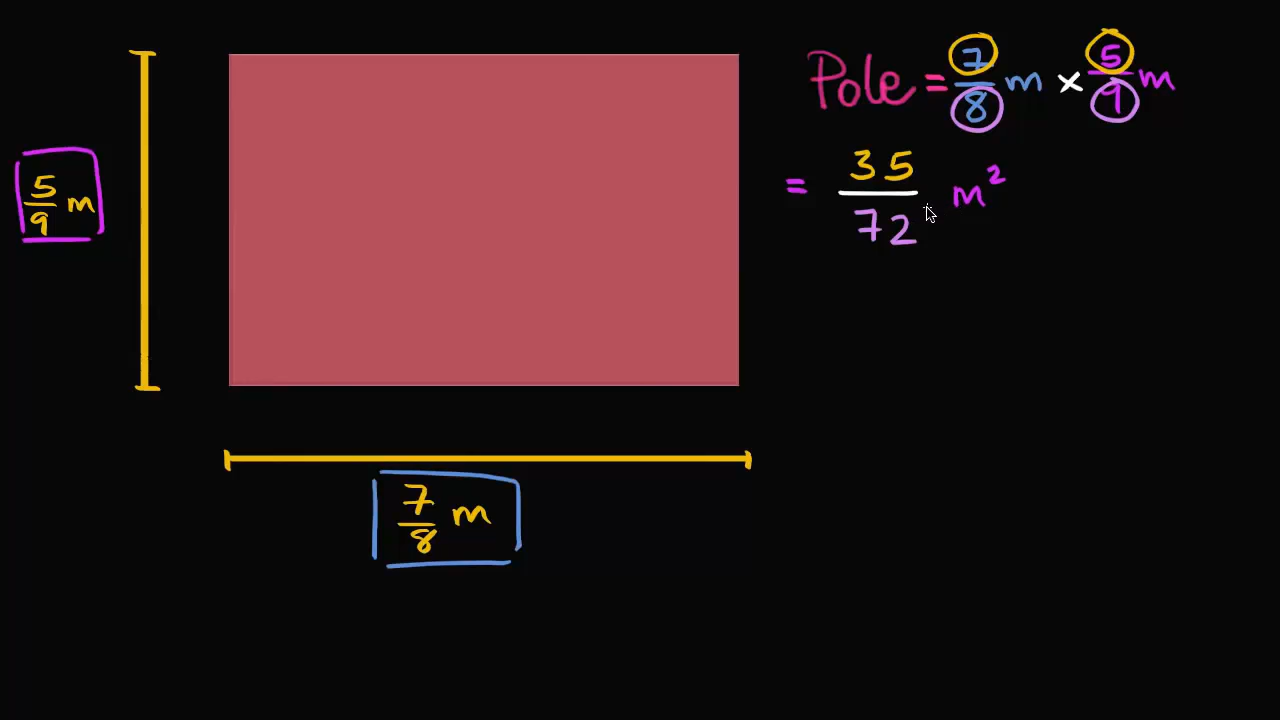 Pole = 7/8 m × 5/9 m
= 35/72 m²
5/9 m
7/8 m